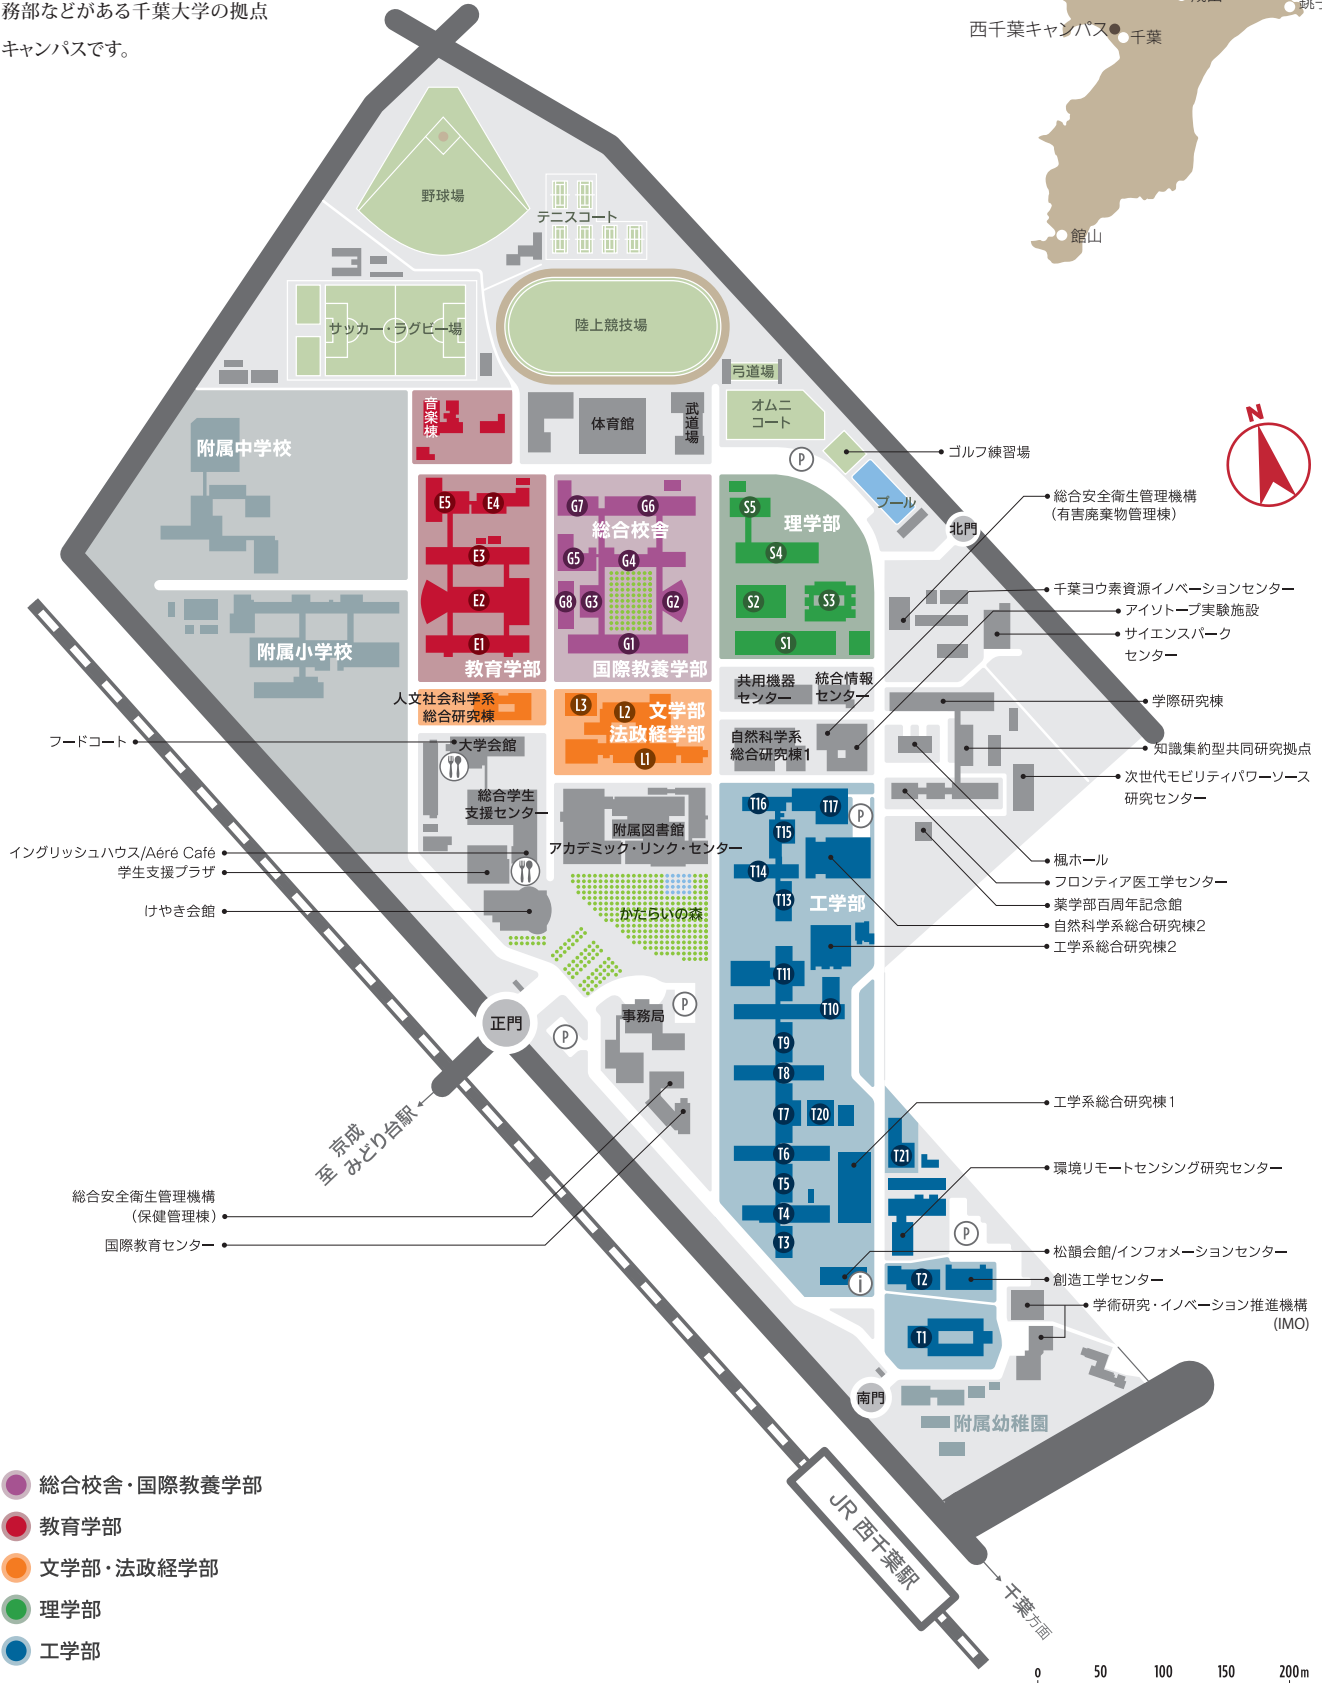 務部などがある千葉大学の拠点
キャンパスです。
西千葉キャンパス
千葉
館山
野球場
テニスコート
サッカー・ラグビー場
陸上競技場
弓道場
オムニ
コート
P
ゴルフ練習場
プール
北門
N
附属中学校
附属小学校
音楽棟
体育館
武道場
E5
E4
E3
E2
E1
教育学部
G7
G6
総合校舎
G5
G4
G8
G3
G2
G1
国際教養学部
S5
理学部
S4
S2
S3
S1
総合安全衛生管理機構
(有害廃棄物管理棟)
千葉ヨウ素資源イノベーションセンター
アイソトープ実験施設
サイエンスパーク
センター
学際研究棟
知識集約型共同研究拠点
次世代モビリティパワーソース
研究センター
楓ホール
フロンティア医工学センター
薬学部百周年記念館
自然科学系総合研究棟2
工学系総合研究棟2
人文社会科学系
総合研究棟
L3
L2
文学部
法政経学部
L1
共用機器
センター
統合情報
センター
自然科学系
総合研究棟1
フードコート
大学会館
総合学生
支援センター
附属図書館
アカデミック・リンク・センター
イングリッシュハウス/Aéré Café
学生支援プラザ
けやき会館
かたらいの森
T16
T17
P
T15
T14
T13
工学部
T11
T10
T9
T8
T7
T20
T6
T5
T4
T3
T21
T2
T1
i
正門
P
P
事務局
至 京成
みどり台駅
総合安全衛生管理機構
(保健管理棟)
国際教育センター
工学系総合研究棟1
環境リモートセンシング研究センター
P
松韻会館/インフォメーションセンター
創造工学センター
学術研究・イノベーション推進機構
(IMO)
南門
附属幼稚園
JR 西千葉駅
千葉方面
総合校舎・国際教養学部
教育学部
文学部・法政経学部
理学部
工学部
0 50 100 150 200m